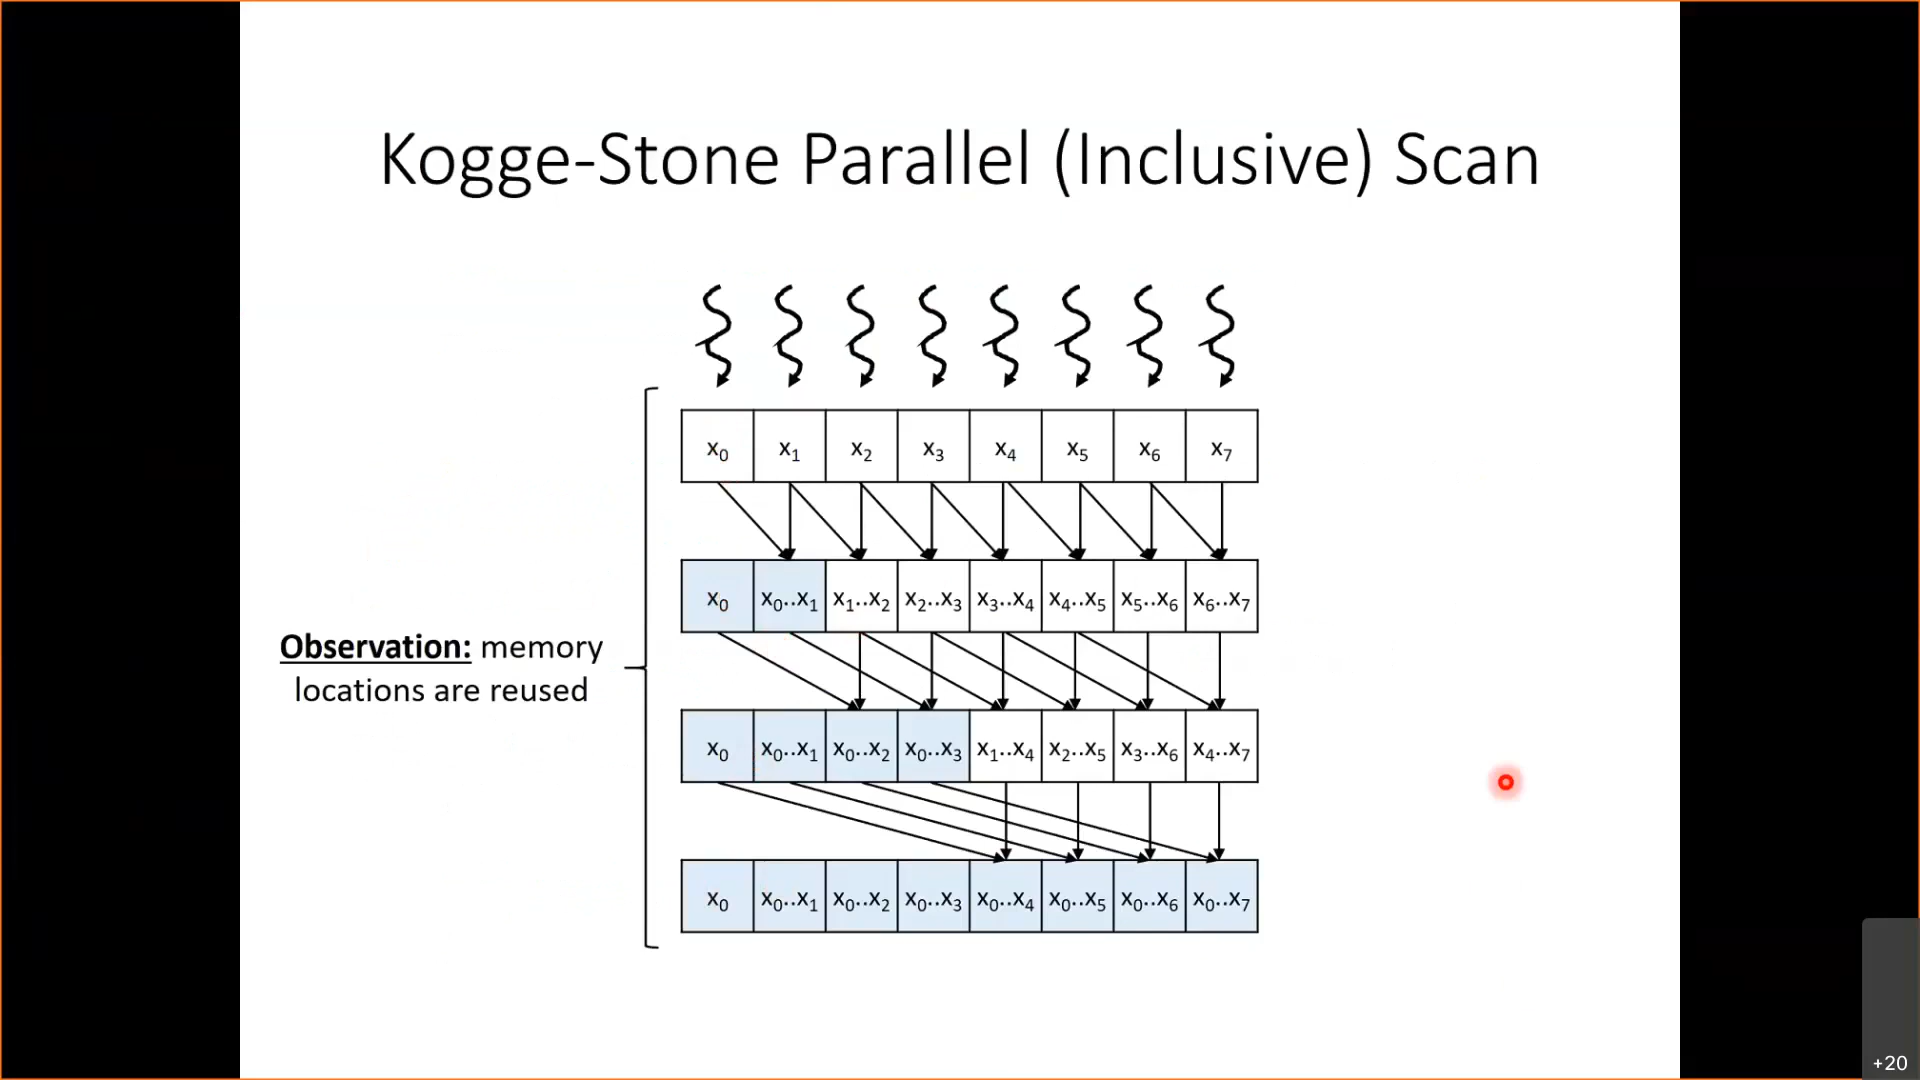 Kogge-Stone Parallel (Inclusive) Scan
x₀ x₁ x₂ x₃ x₄ x₅ x₆ x₇
x₀ x₀..x₁ x₁..x₂ x₂..x₃ x₃..x₄ x₄..x₅ x₅..x₆ x₆..x₇
Observation: memory
locations are reused
x₀ x₀..x₁ x₀..x₂ x₀..x₃ x₁..x₄ x₂..x₅ x₃..x₆ x₄..x₇
x₀ x₀..x₁ x₀..x₂ x₀..x₃ x₀..x₄ x₀..x₅ x₀..x₆ x₀..x₇
+20